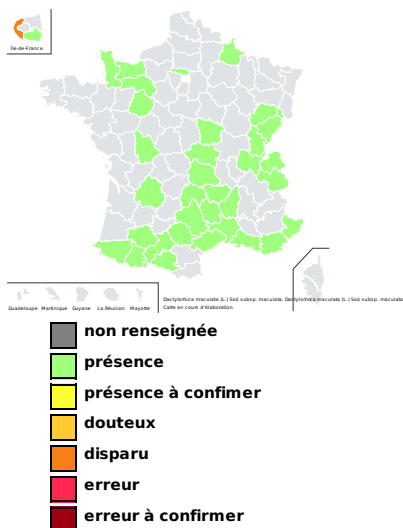 Île-de-France
Guadeloupe Martinique Guyane La Réunion Mayotte
Dactylorhiza maculata (L.) Soó subsp. maculata, Dactylorhiza maculata (L.) Soó subsp. maculata
Carte en cours d'élaboration.
non renseignée
présence
présence à confimer
douteux
disparu
erreur
erreur à confirmer